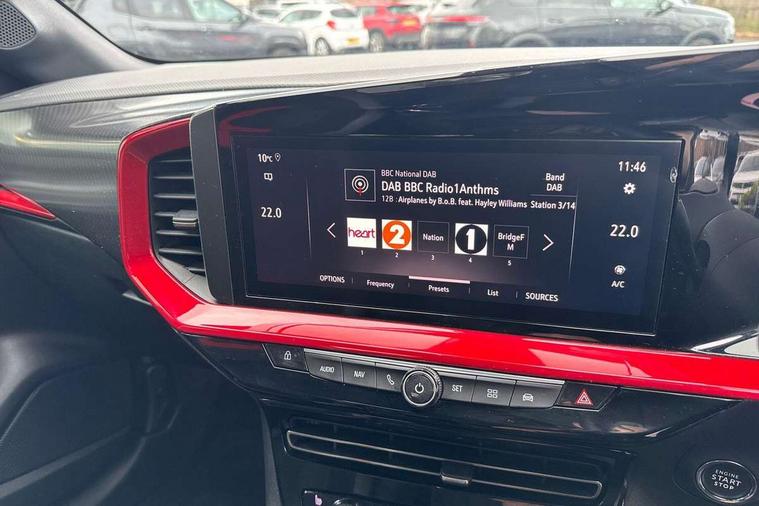 10°C
BBC National DAB
DAB BBC Radio1Anthms
12B : Airplanes by B.o.B. feat. Hayley Williams Station 3/14
Band
DAB
11:46
22.0
heart
2
Nation
1
BridgeF
M
22.0
1
2
3
4
5
A/C
OPTIONS
Frequency
Presets
List
SOURCES
AUDIO
NAV
SET
ENGINE
START
STOP